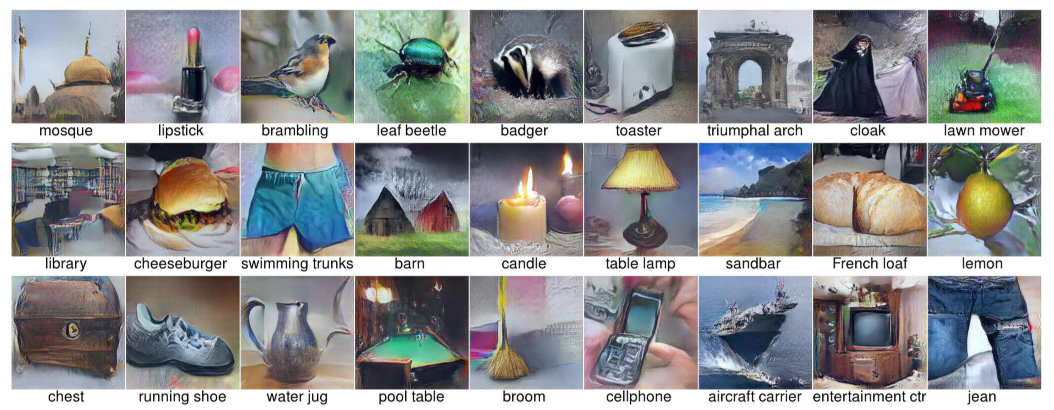 mosque lipstick brambling leaf beetle badger toaster triumphal arch cloak lawn mower
library cheeseburger swimming trunks barn candle table lamp sandbar French loaf lemon
chest running shoe water jug pool table broom cellphone aircraft carrier entertainment ctr jean